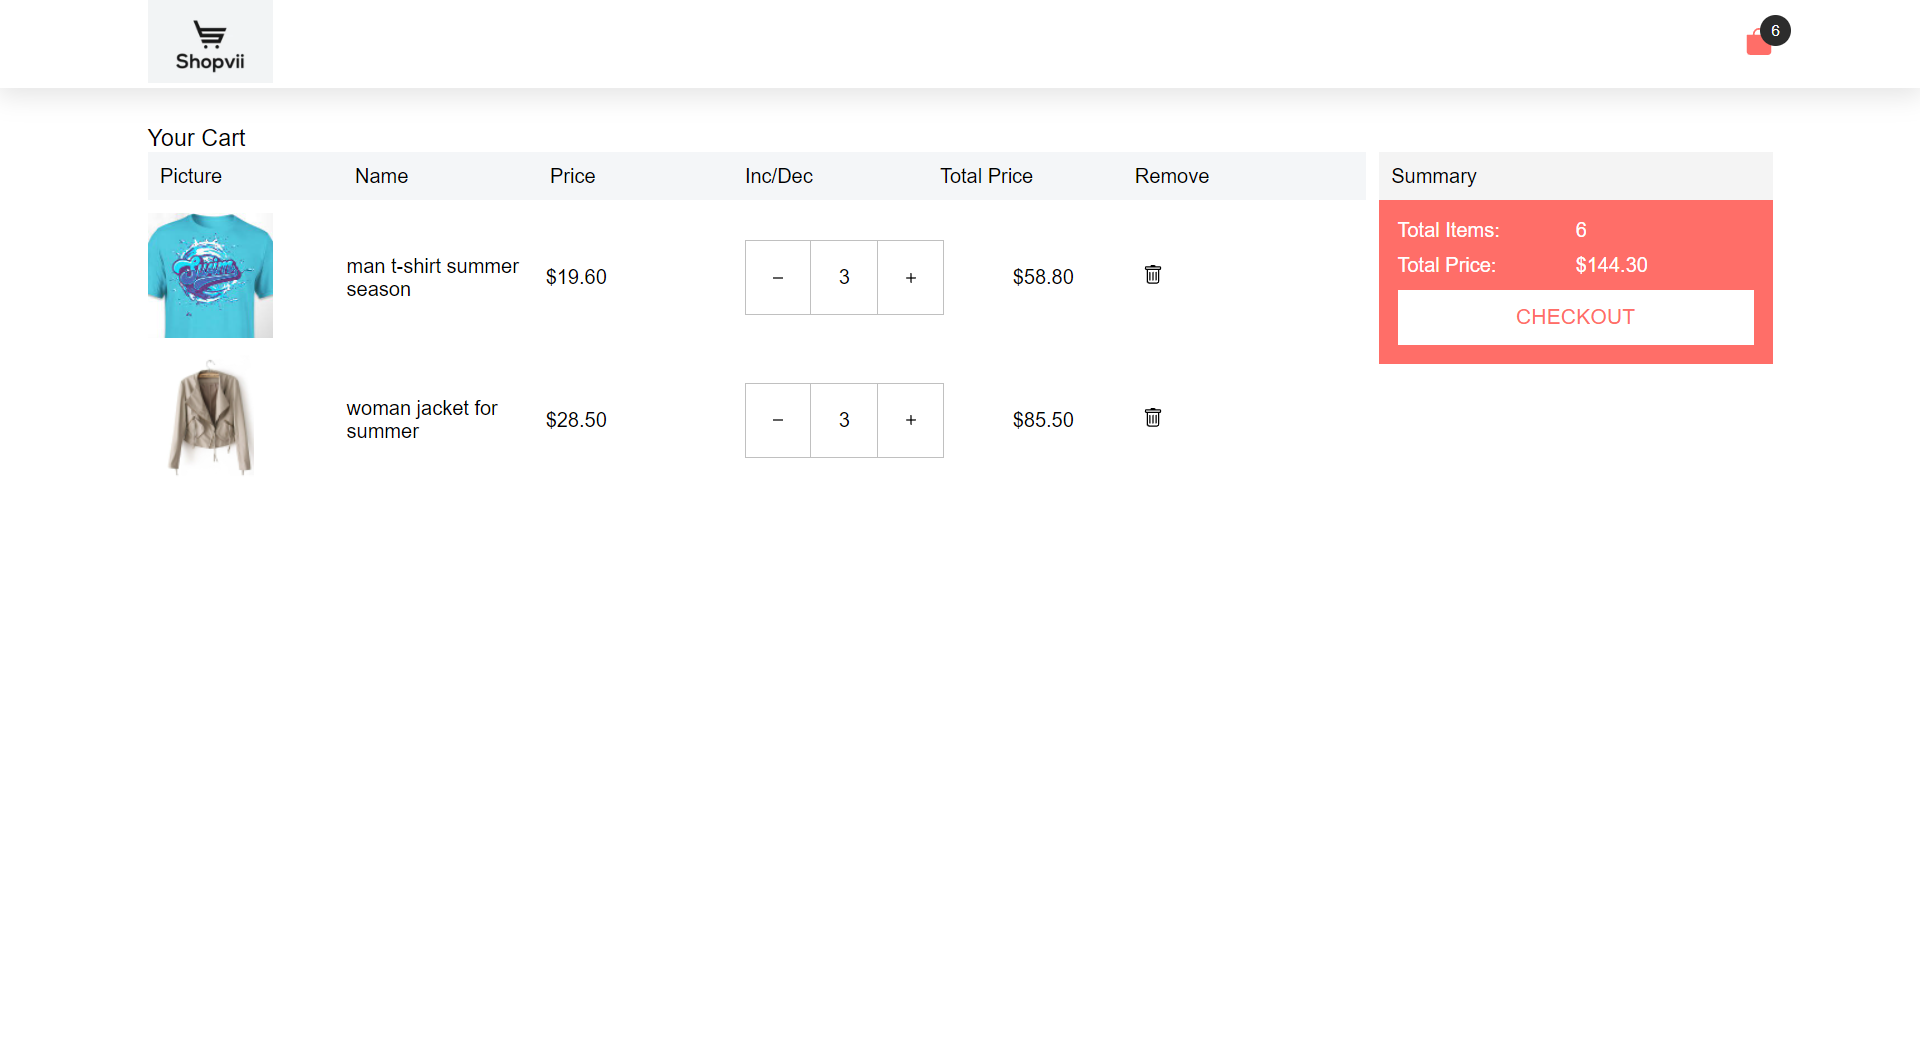 Shopvii
6
Your Cart
Picture Name Price Inc/Dec Total Price Remove
man t-shirt summer
season
$19.60 − 3 + $58.80
woman jacket for
summer
$28.50 − 3 + $85.50
Summary
Total Items: 6
Total Price: $144.30
CHECKOUT